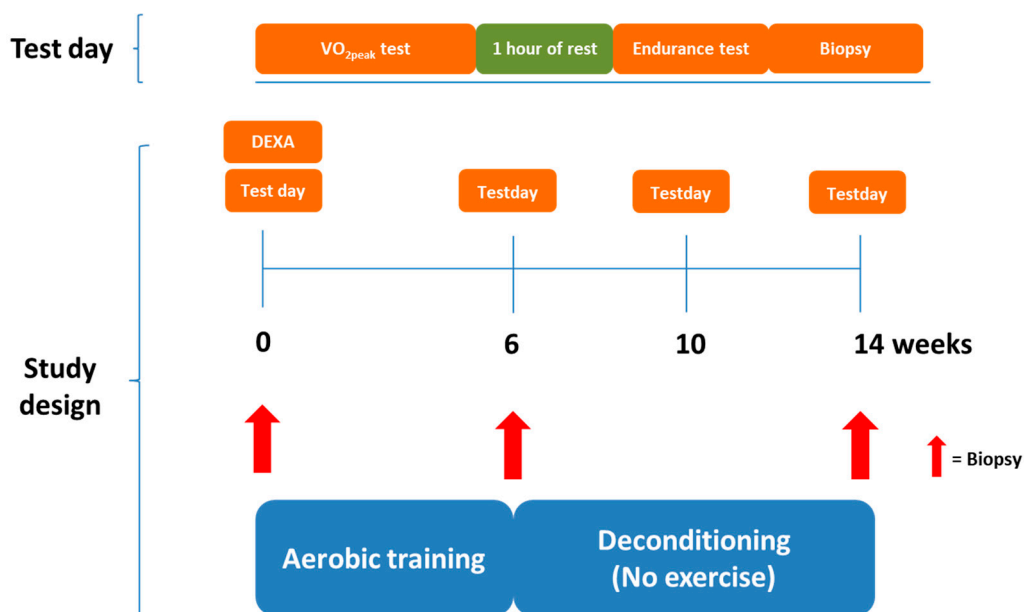 Test day
VO2peak test
1 hour of rest
Endurance test
Biopsy
DEXA
Test day
Testday
Testday
Testday
0
6
10
14 weeks
Study
design
= Biopsy
Aerobic training
Deconditioning
(No exercise)